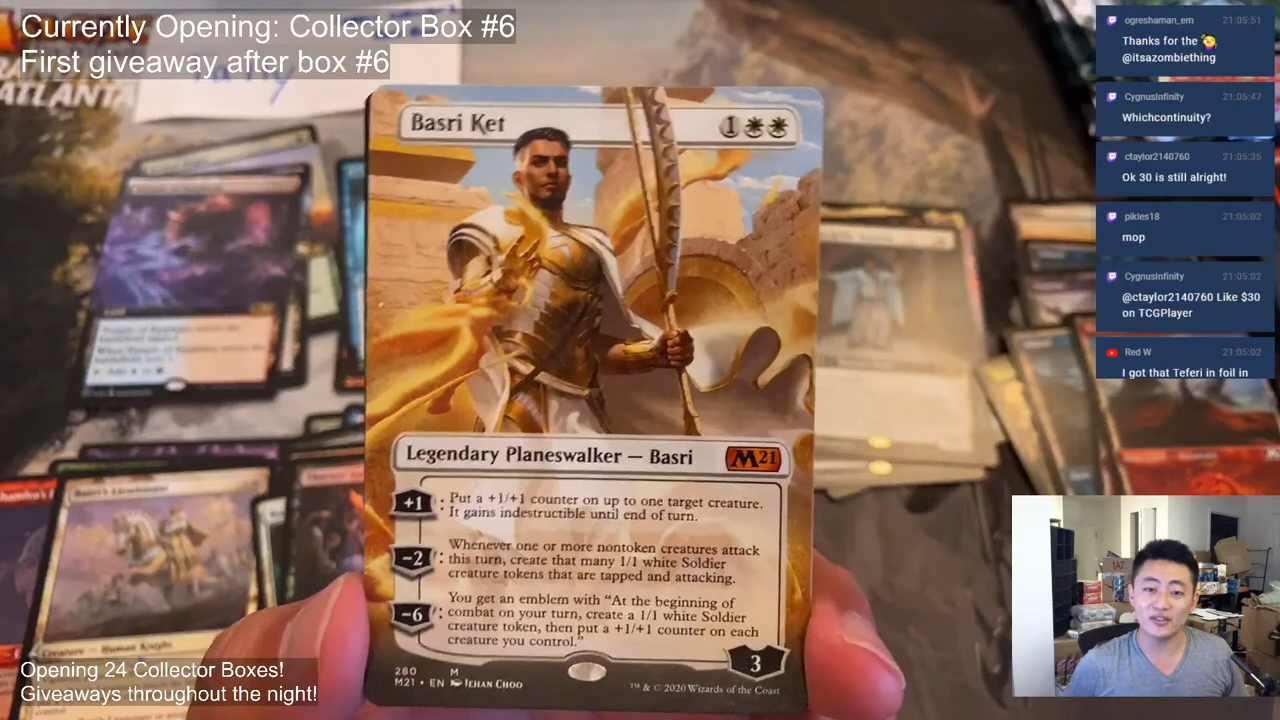 Currently Opening: Collector Box #6
First giveaway after box #6
ATLANTA
Basri Ket
1
Legendary Planeswalker — Basri
M21
+1 : Put a +1/+1 counter on up to one target creature.
It gains indestructible until end of turn.
-2 : Whenever one or more nontoken creatures attack
this turn, create that many 1/1 white Soldier
creature tokens that are tapped and attacking.
-6 : You get an emblem with “At the beginning of
combat on your turn, create a 1/1 white Soldier
creature token, then put a +1/+1 counter on each
creature you control.”
3
280 M
M21 • EN JEHAN CHOO
™ & © 2020 Wizards of the Coast
Basri's Lieutenant
Creature — Human Knight
Opening 24 Collector Boxes!
Giveaways throughout the night!
ogreshaman_em 21:05:51
Thanks for the
@itsazombiething
CygnusInfinity 21:05:47
Whichcontinuity?
ctaylor2140760 21:05:35
Ok 30 is still alright!
pikles18 21:05:02
mop
CygnusInfinity 21:05:02
@ctaylor2140760 Like $30
on TCGPlayer
Red W 21:05:02
I got that Teferi in foil in